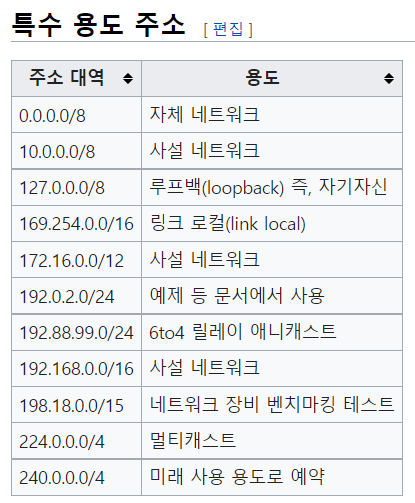 특수 용도 주소 [ 편집 ]
주소 대역 용도
0.0.0.0/8 자체 네트워크
10.0.0.0/8 사설 네트워크
127.0.0.0/8 루프백(loopback) 즉, 자기자신
169.254.0.0/16 링크 로컬(link local)
172.16.0.0/12 사설 네트워크
192.0.2.0/24 예제 등 문서에서 사용
192.88.99.0/24 6to4 릴레이 애니캐스트
192.168.0.0/16 사설 네트워크
198.18.0.0/15 네트워크 장비 벤치마킹 테스트
224.0.0.0/4 멀티캐스트
240.0.0.0/4 미래 사용 용도로 예약